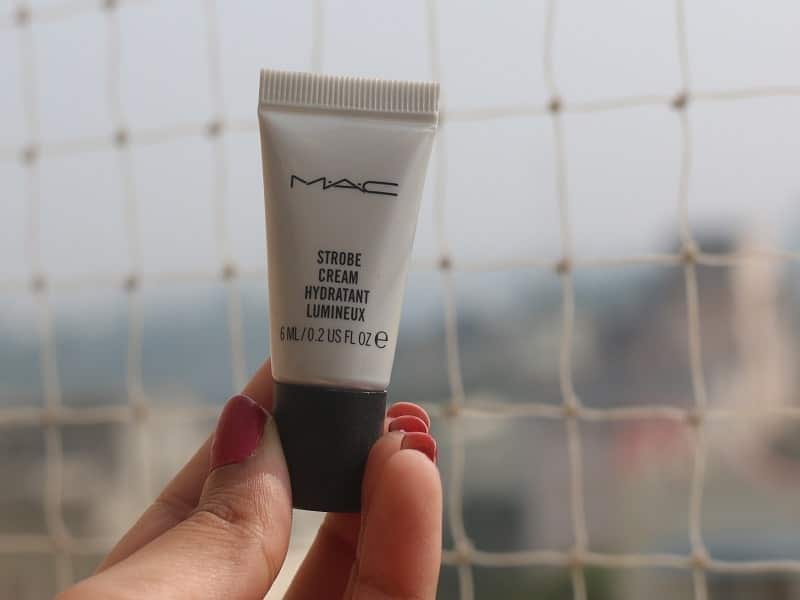 M·A·C
STROBE
CREAM
HYDRATANT
LUMINEUX
6 ML/0.2 US FL OZ℮